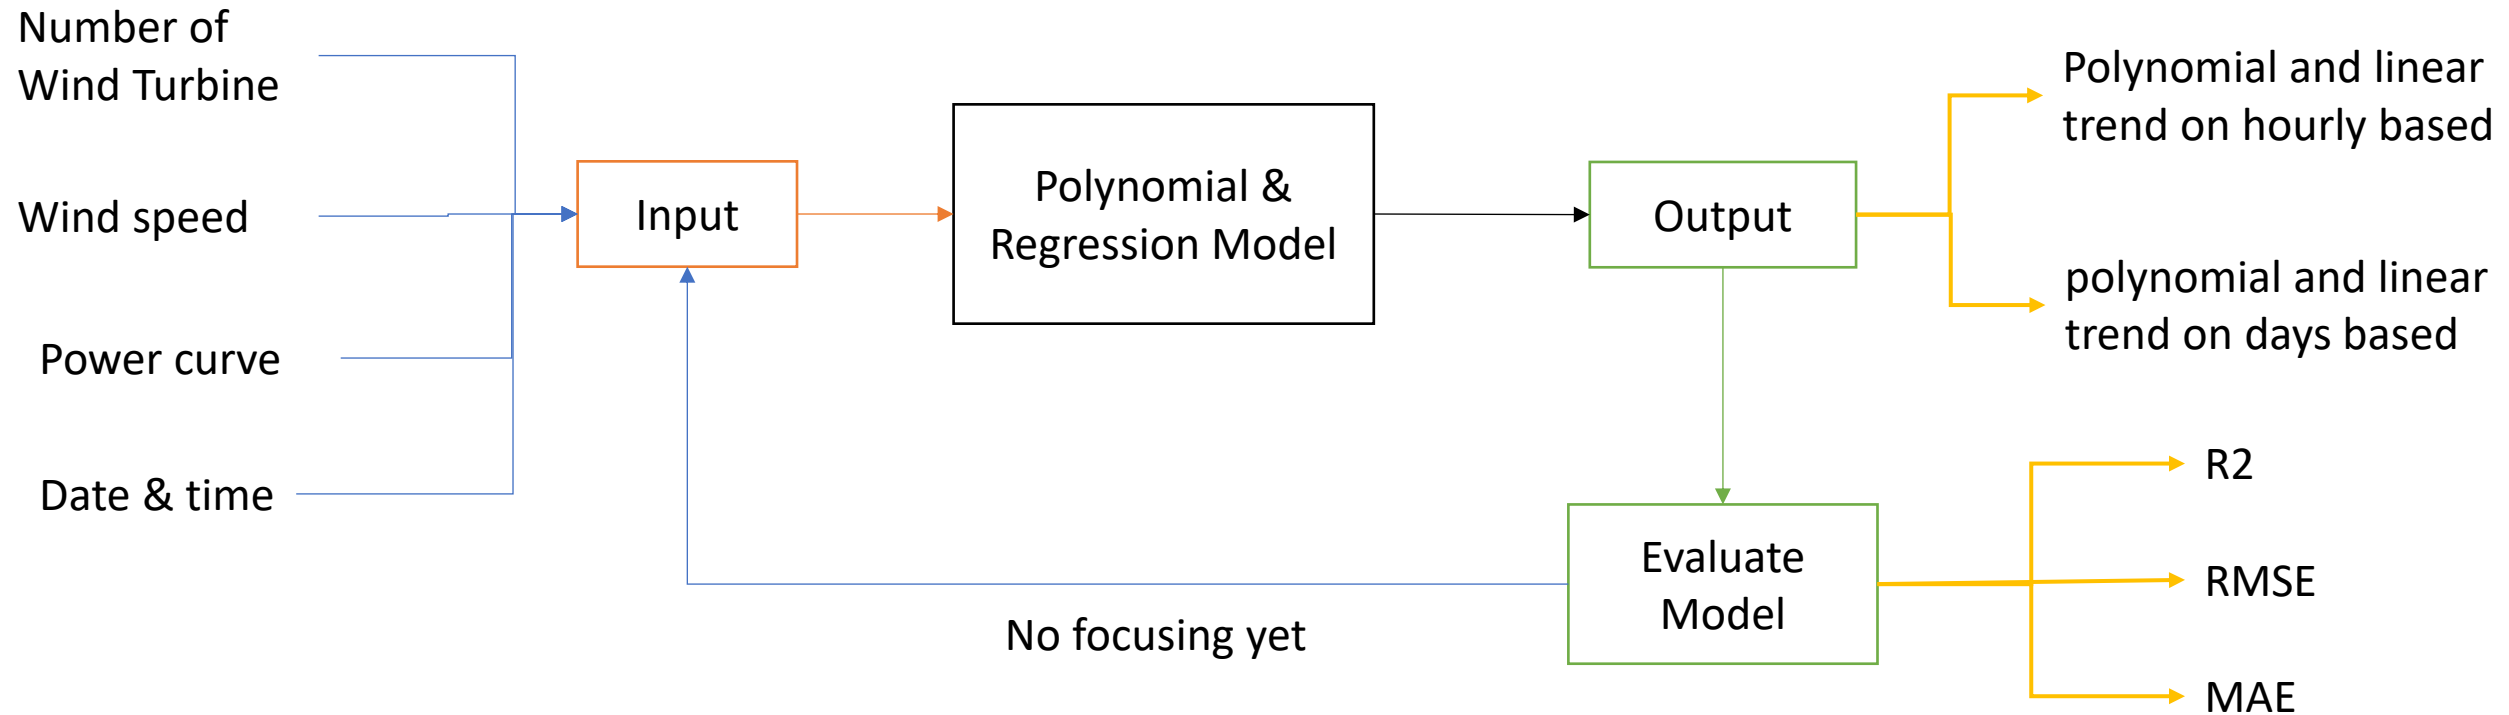 Number of
Wind Turbine
Wind speed
Power curve
Date & time
Input
Polynomial &
Regression Model
Output
Polynomial and linear
trend on hourly based
polynomial and linear
trend on days based
Evaluate
Model
No focusing yet
R2
RMSE
MAE